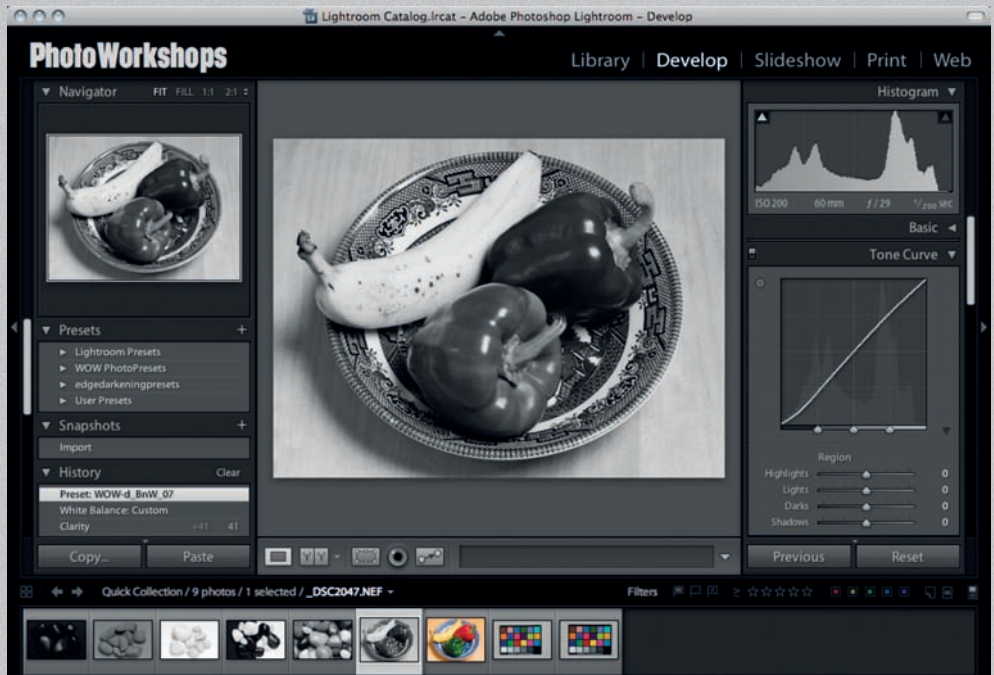 Lightroom Catalog.lrcat – Adobe Photoshop Lightroom – Develop
PhotoWorkshops
Library | Develop | Slideshow | Print | Web
Navigator FIT FILL 1:1 2:1
Presets +
Lightroom Presets
WOW PhotoPresets
edgedarkeningpresets
User Presets
Snapshots +
Import
History Clear
Preset: WOW-d_BnW_07
White Balance: Custom
Clarity +41 41
Copy... Paste
Histogram
ISO 200 60 mm ƒ / 29 1/200 sec
Basic
Tone Curve
Region
Highlights 0
Lights 0
Darks 0
Shadows 0
Previous Reset
Quick Collection / 9 photos / 1 selected / _DSC2047.NEF
Filters